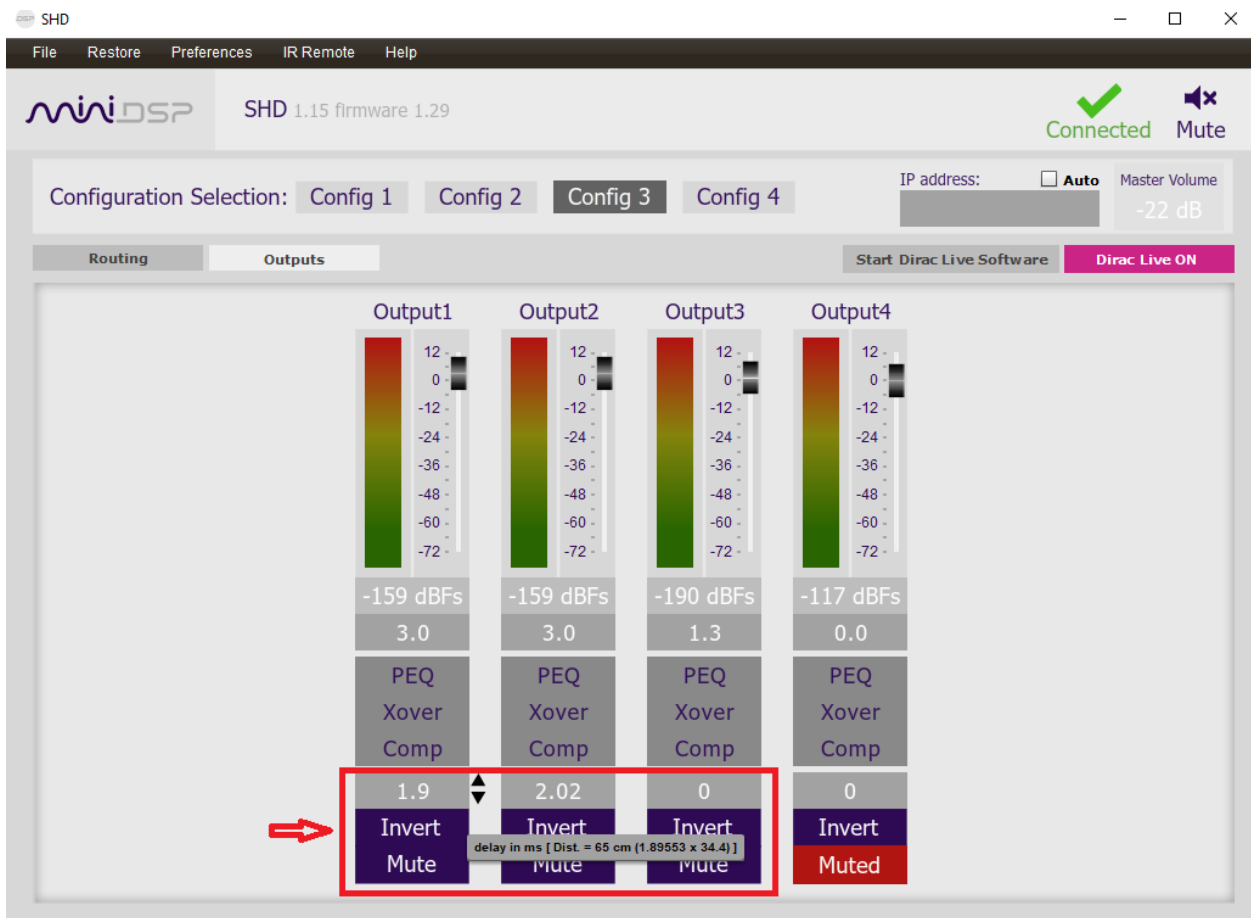 DSP SHD
File Restore Preferences IR Remote Help
miniDSP SHD 1.15 firmware 1.29 Connected Mute
Configuration Selection: Config 1 Config 2 Config 3 Config 4 IP address: Auto Master Volume
-22 dB
Routing Outputs Start Dirac Live Software Dirac Live ON
Output1 Output2 Output3 Output4
12 12 12 12
0 0 0 0
-12 -12 -12 -12
-24 -24 -24 -24
-36 -36 -36 -36
-48 -48 -48 -48
-60 -60 -60 -60
-72 -72 -72 -72
-159 dBFs -159 dBFs -190 dBFs -117 dBFs
3.0 3.0 1.3 0.0
PEQ PEQ PEQ PEQ
Xover Xover Xover Xover
Comp Comp Comp Comp
1.9 2.02 0 0
Invert Invert Invert Invert
delay in ms [ Dist. = 65 cm (1.89553 x 34.4) ]
Mute Mute Mute Muted